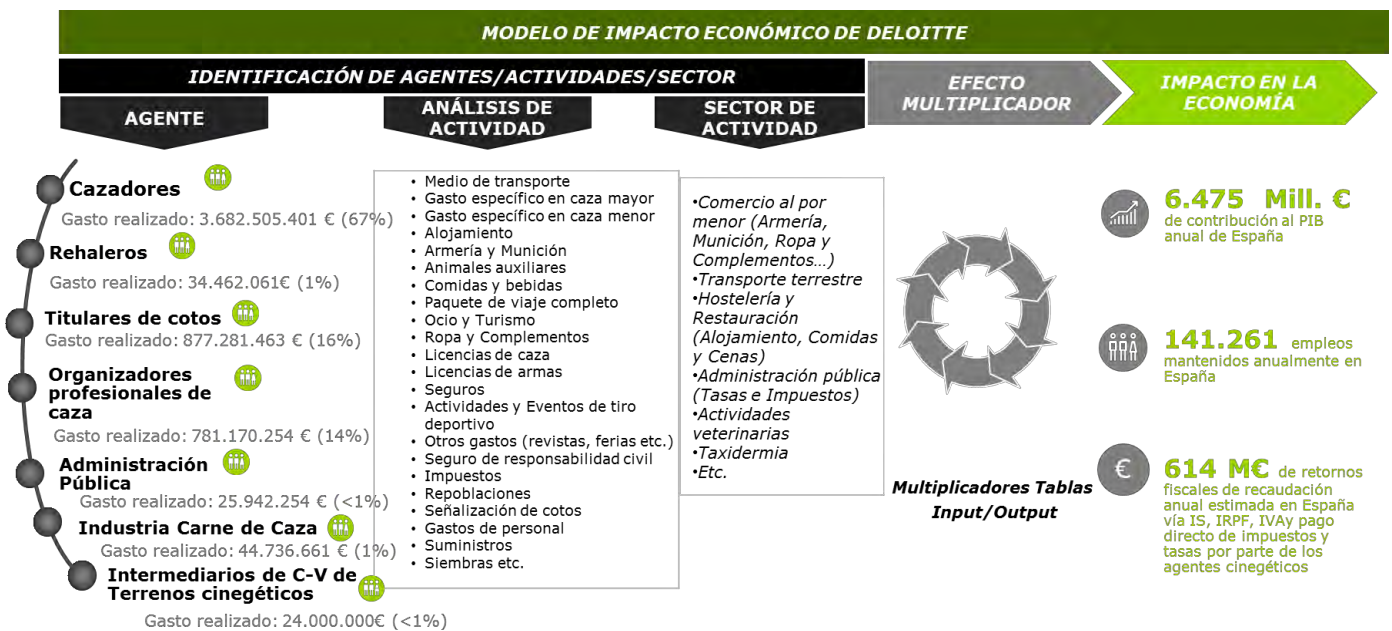 MODELO DE IMPACTO ECONÓMICO DE DELOITTE
IDENTIFICACIÓN DE AGENTES/ACTIVIDADES/SECTOR
EFECTO
MULTIPLICADOR
IMPACTO EN LA
ECONOMÍA
AGENTE
ANÁLISIS DE
ACTIVIDAD
SECTOR DE
ACTIVIDAD
Cazadores
Gasto realizado: 3.682.505.401 € (67%)
Rehaleros
Gasto realizado: 34.462.061€ (1%)
Titulares de cotos
Gasto realizado: 877.281.463 € (16%)
Organizadores
profesionales de
caza
Gasto realizado: 781.170.254 € (14%)
Administración
Pública
Gasto realizado: 25.942.254 € (<1%)
Industria Carne de Caza
Gasto realizado: 44.736.661 € (1%)
Intermediarios de C-V de
Terrenos cinegéticos
Gasto realizado: 24.000.000€ (<1%)
• Medio de transporte
• Gasto específico en caza mayor
• Gasto específico en caza menor
• Alojamiento
• Armería y Munición
• Animales auxiliares
• Comidas y bebidas
• Paquete de viaje completo
• Ocio y Turismo
• Ropa y Complementos
• Licencias de caza
• Licencias de armas
• Seguros
• Actividades y Eventos de tiro
deportivo
• Otros gastos (revistas, ferias etc.)
• Seguro de responsabilidad civil
• Impuestos
• Repoblaciones
• Señalización de cotos
• Gastos de personal
• Suministros
• Siembras etc.
•Comercio al por
menor (Armería,
Munición, Ropa y
Complementos…)
•Transporte terrestre
•Hostelería y
Restauración
(Alojamiento, Comidas
y Cenas)
•Administración pública
(Tasas e Impuestos)
•Actividades
veterinarias
•Taxidermia
•Etc.
Multiplicadores Tablas
Input/Output
6.475 Mill. €
de contribución al PIB
anual de España
141.261 empleos
mantenidos anualmente en
España
€
614 M€ de retornos
fiscales de recaudación
anual estimada en España
vía IS, IRPF, IVAy pago
directo de impuestos y
tasas por parte de los
agentes cinegéticos